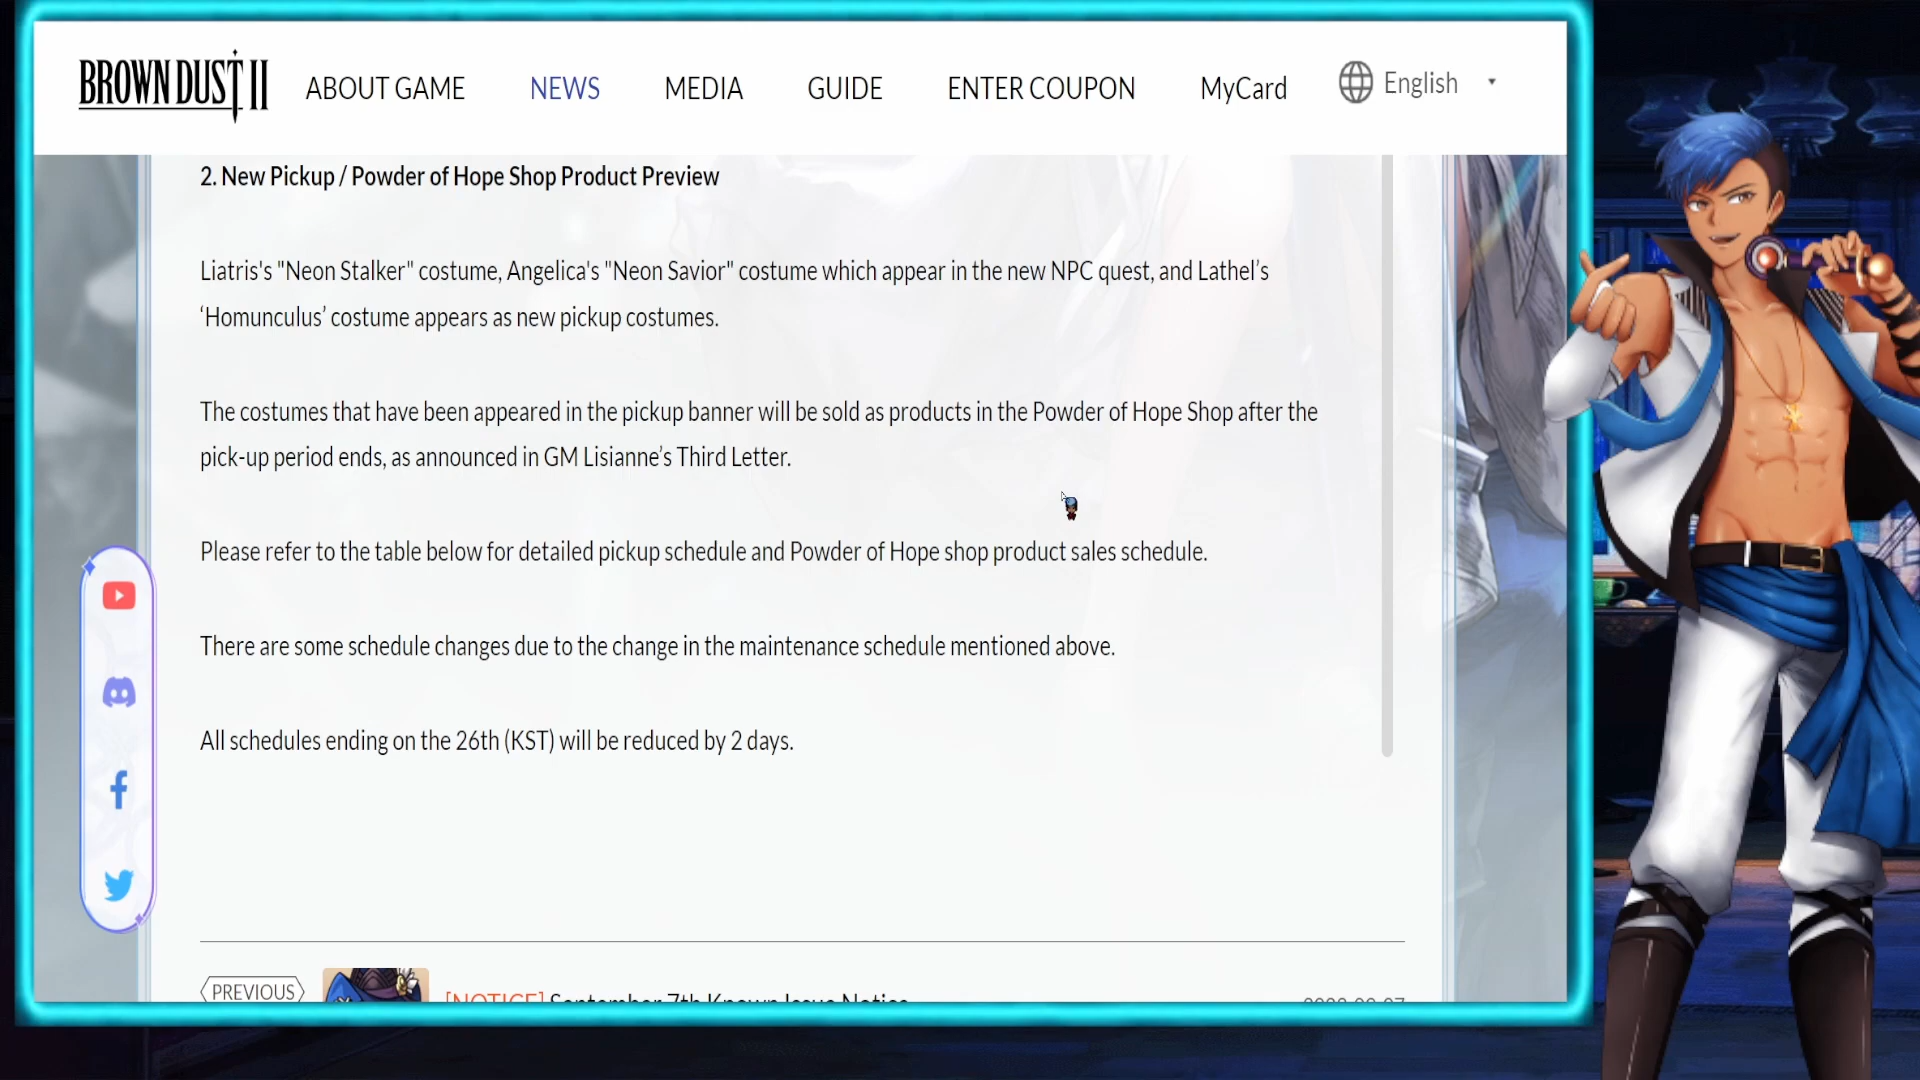 BROWN DUST II
ABOUT GAME
NEWS
MEDIA
GUIDE
ENTER COUPON
MyCard
English
2. New Pickup / Powder of Hope Shop Product Preview
Liatris's "Neon Stalker" costume, Angelica's "Neon Savior" costume which appear in the new NPC quest, and Lathel’s
‘Homunculus’ costume appears as new pickup costumes.
The costumes that have been appeared in the pickup banner will be sold as products in the Powder of Hope Shop after the
pick-up period ends, as announced in GM Lisianne’s Third Letter.
Please refer to the table below for detailed pickup schedule and Powder of Hope shop product sales schedule.
There are some schedule changes due to the change in the maintenance schedule mentioned above.
All schedules ending on the 26th (KST) will be reduced by 2 days.
PREVIOUS
[NOTICE] September 7th Known Issue Notice